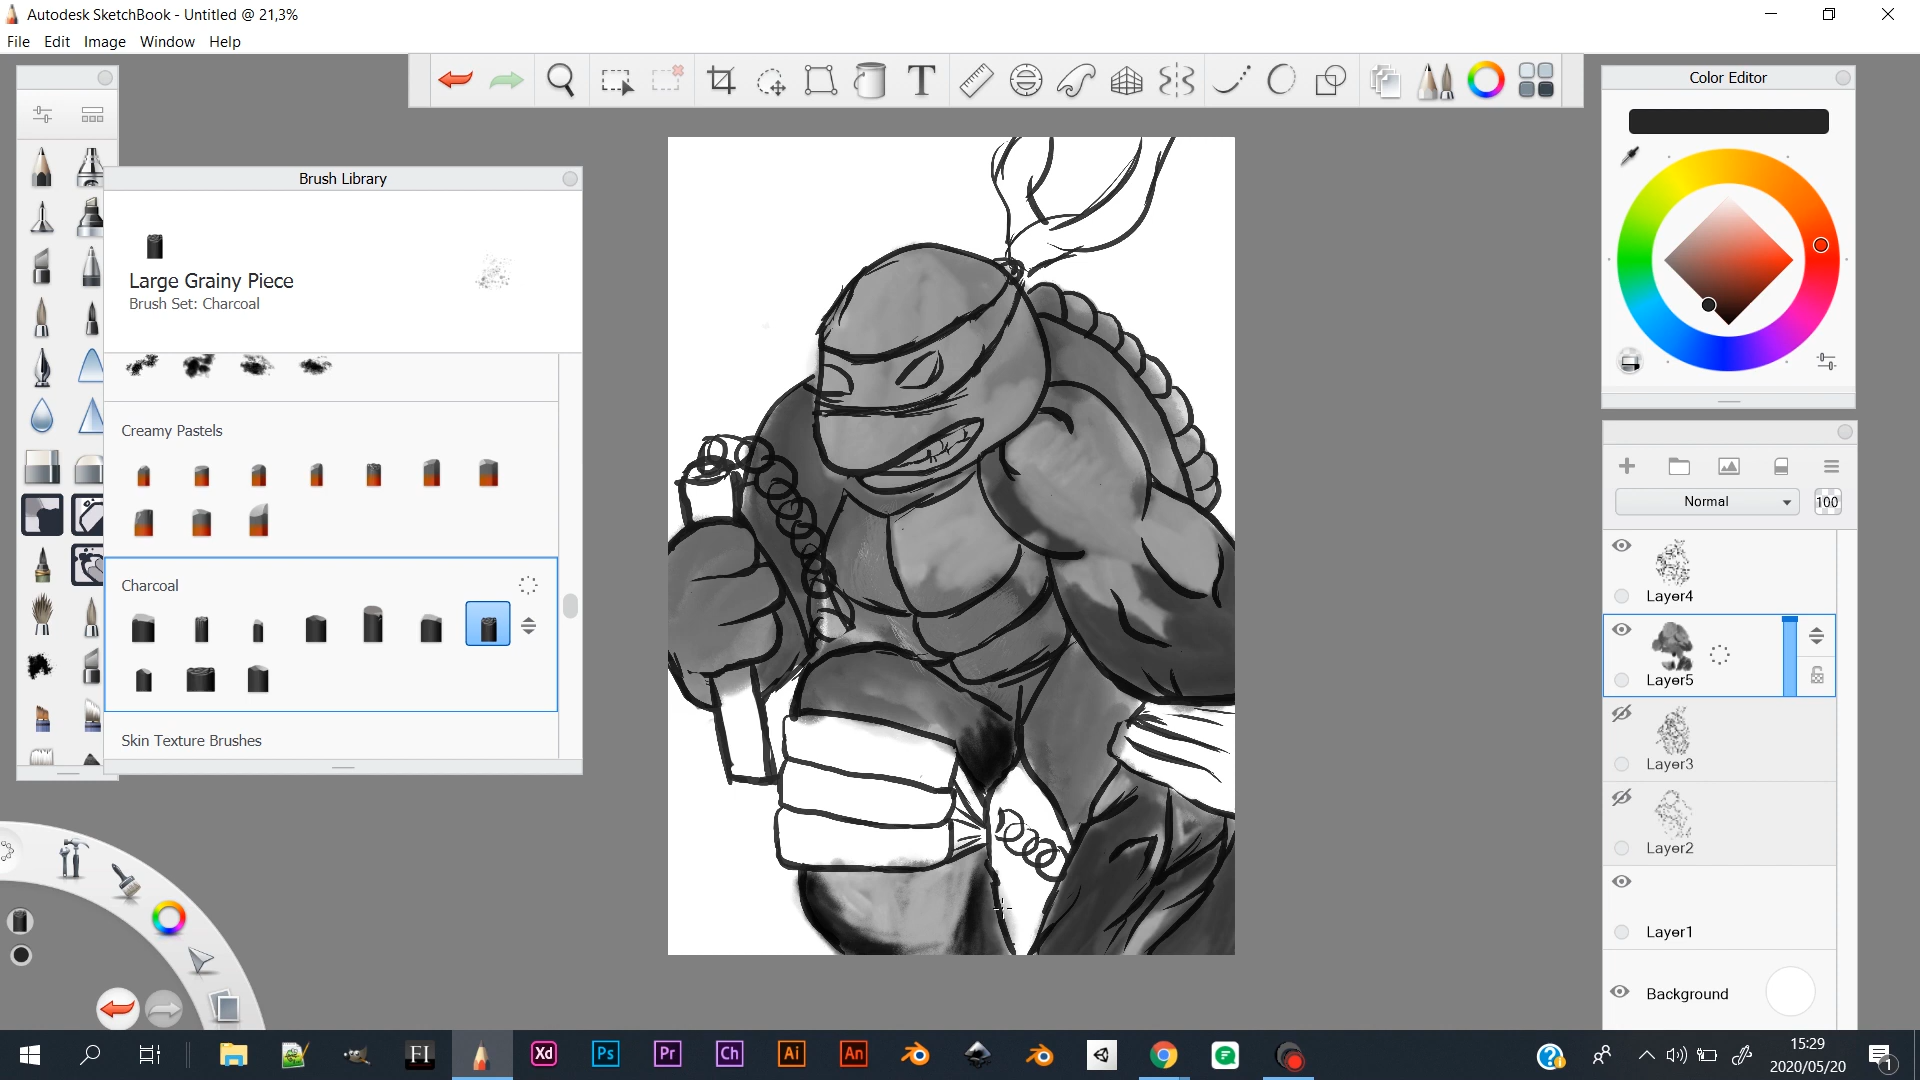 Autodesk SketchBook - Untitled @ 21,3%
File Edit Image Window Help
T
Color Editor
Brush Library
Large Grainy Piece
Brush Set: Charcoal
Creamy Pastels
Charcoal
Skin Texture Brushes
Normal 100
Layer4
Layer5
Layer3
Layer2
Layer1
Background
FI Xd Ps Pr Ch Ai An
15:29
2020/05/20
1